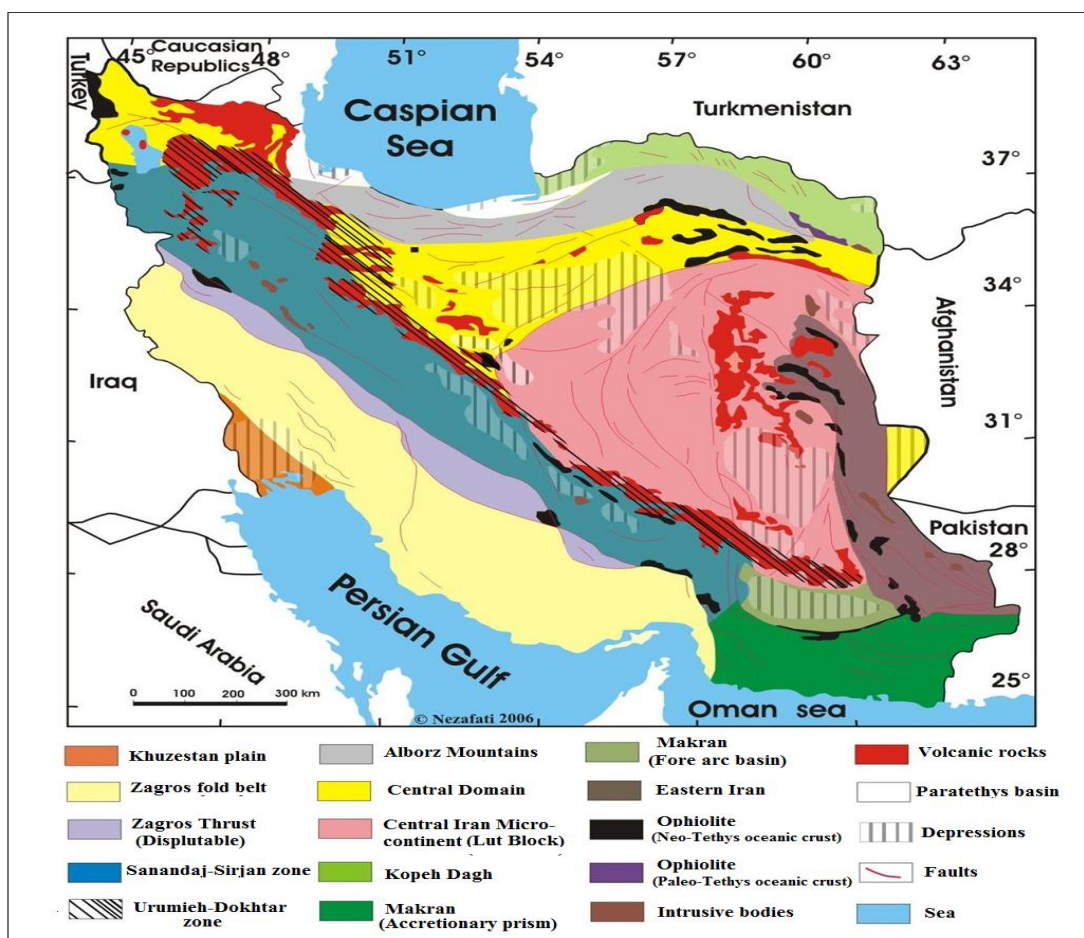 45°
48°
51°
54°
57°
60°
63°
Turkey
Caucasian
Republics
Caspian
Sea
Turkmenistan
37°
34°
Afghanistan
Iraq
31°
Pakistan
28°
Persian Gulf
Saudi Arabia
25°
0 100 200 300 km
© Nezafati 2006
Oman sea
Khuzestan plain
Zagros fold belt
Zagros Thrust
(Displutable)
Sanandaj-Sirjan zone
Urumieh-Dokhtar
zone
Alborz Mountains
Central Domain
Central Iran Micro-
continent (Lut Block)
Kopeh Dagh
Makran
(Accretionary prism)
Makran
(Fore arc basin)
Eastern Iran
Ophiolite
(Neo-Tethys oceanic crust)
Ophiolite
(Paleo-Tethys oceanic crust)
Intrusive bodies
Volcanic rocks
Paratethys basin
Depressions
Faults
Sea